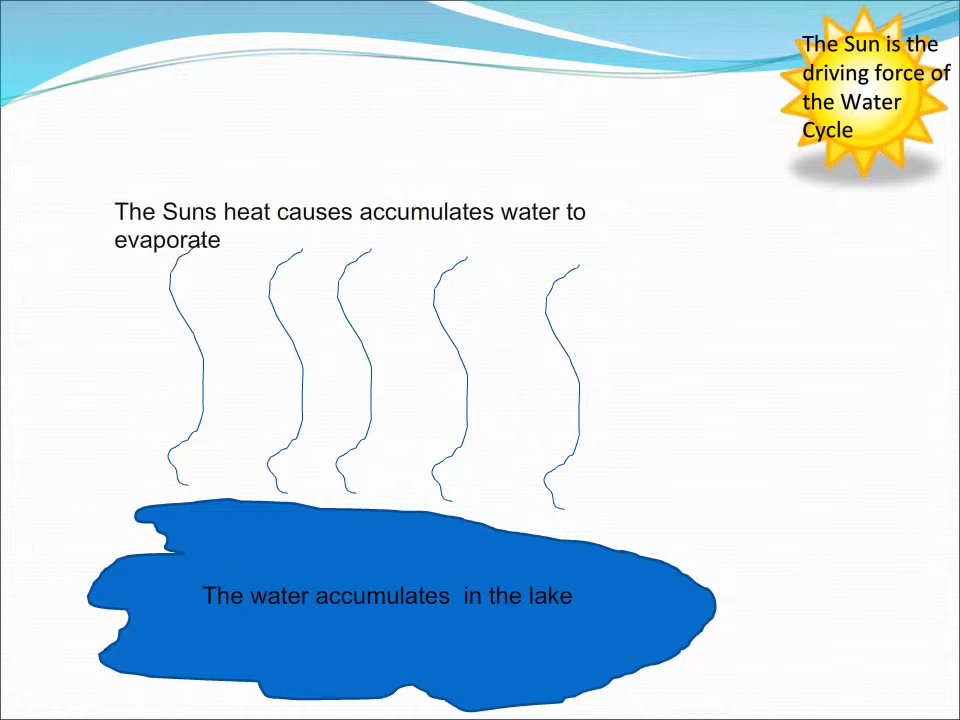 The Sun is the
driving force of
the Water
Cycle
The Suns heat causes accumulates water to
evaporate
The water accumulates  in the lake